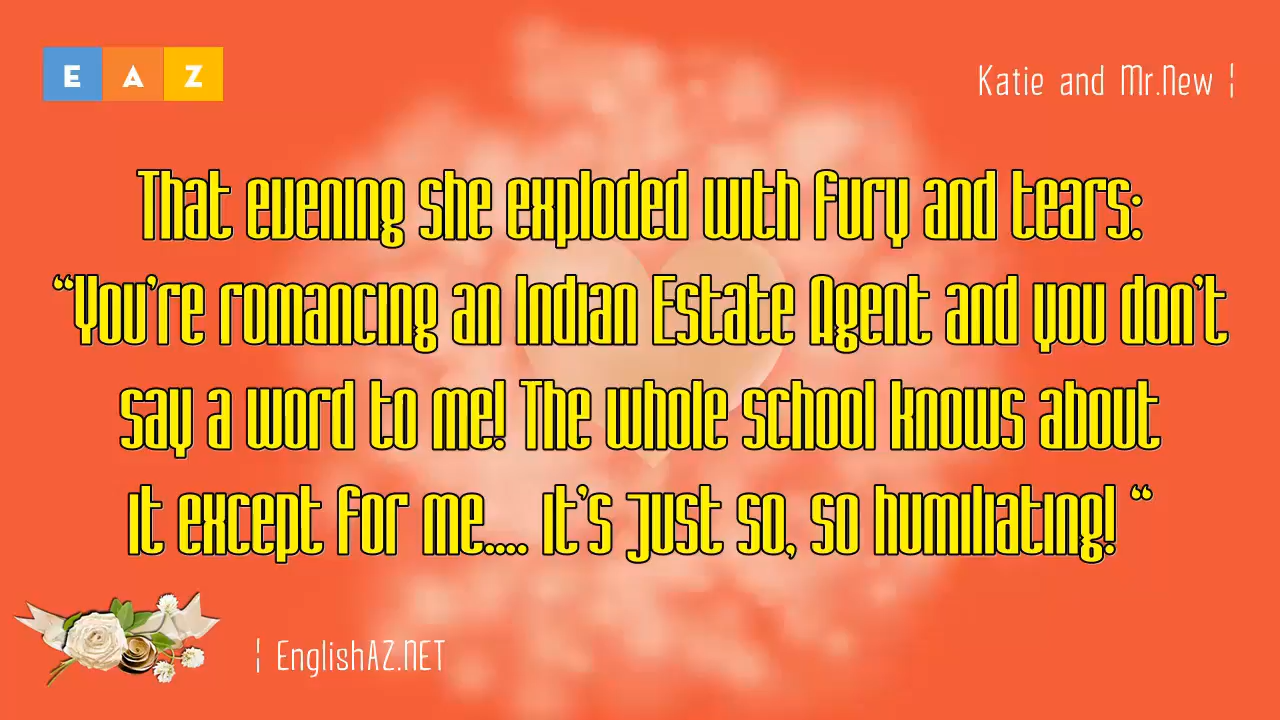 E A Z
Katie and Mr.New ¦
That evening she exploded with fury and tears:
“You’re romancing an Indian Estate Agent and you don’t
say a word to me! The whole school knows about
it except for me.... it’s just so, so humiliating! “
¦ EnglishAZ.NET